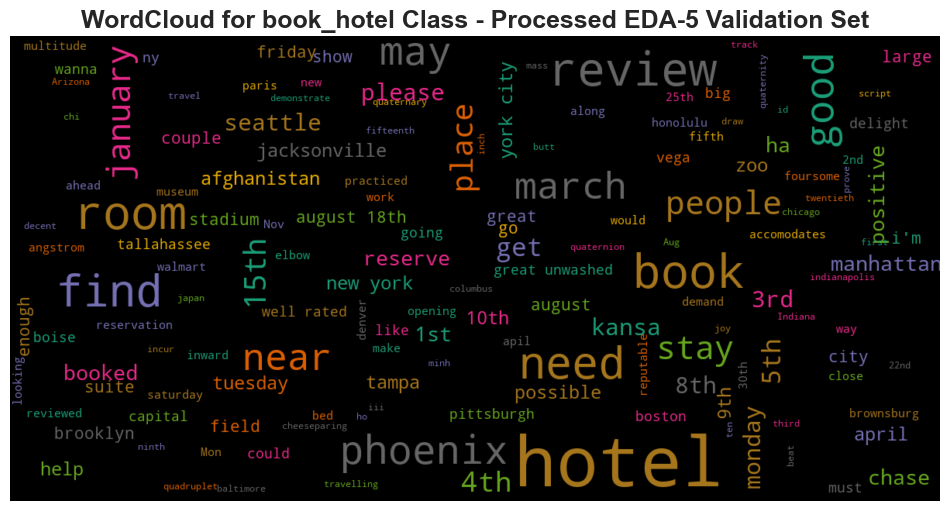 WordCloud for book_hotel Class - Processed EDA-5 Validation Set
multitude
wanna
Arizona
ny
travel
chi
january
friday
show
paris
new
demonstrate
quaternary
may
please
couple
seattle
fifteenth
jacksonville
place
inch
york city
mass
butt
review
along
25th
honolulu
big
track
draw
fifth
quaternity
id
good
large
script
delight
ahead
museum
afghanistan
practiced
work
march
vega
zoo
ha
2nd
foursome
prove
positive
room
decent
stadium
Nov
august 18th
great
go
would
people
twentieth
chicago
accomodates
first
i'm
angstrom
tallahassee
going
get
quaternion
Aug
manhattan
walmart
15th
elbow
reserve
great unwashed
book
indianapolis
find
japan
new york
columbus
demand
3rd
Indiana
enough
reservation
well rated
denver
opening
10th
august
boise
inward
like
1st
apil
kansa
joy
way
looking
incur
near
make
minh
need
reputable
stay
30th
5th
city
close
22nd
booked
suite
saturday
tuesday
tampa
possible
8th
9th
reviewed
capital
bed
iii
pittsburgh
boston
third
brownsburg
brooklyn
ninth
field
cheeseparing
ho
ten
monday
april
Mon
could
phoenix
hotel
beat
help
quadruplet
baltimore
travelling
4th
must
chase